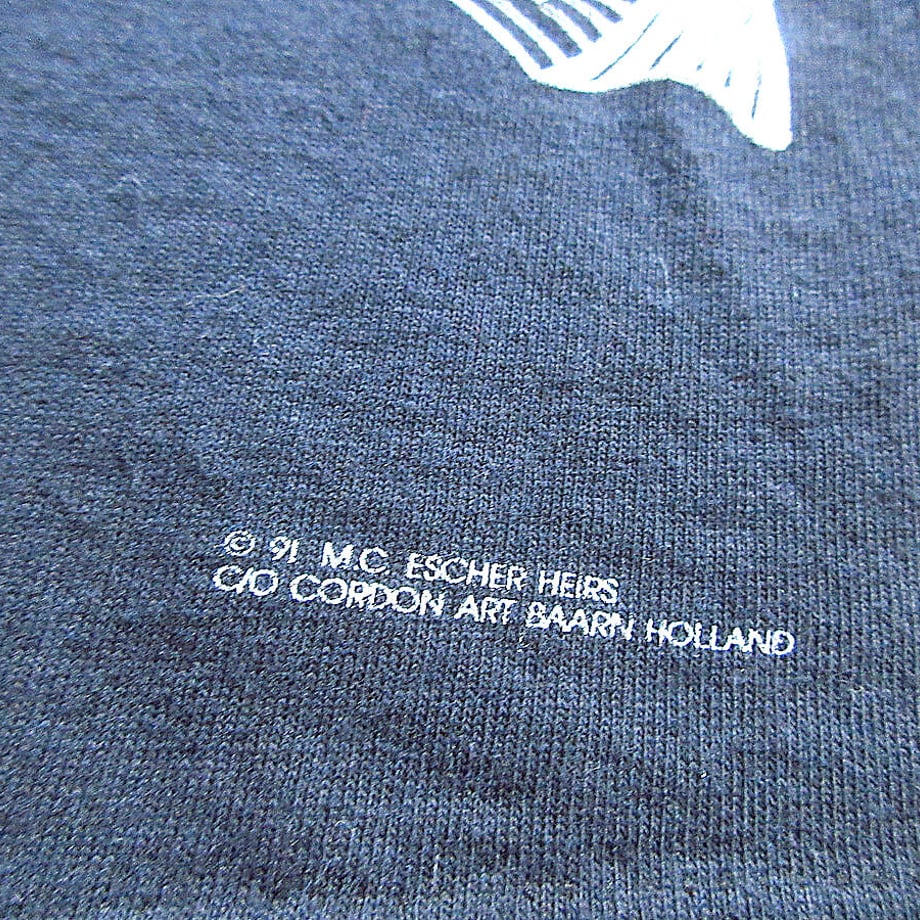 © 91 M.C. ESCHER HEIRS
C/O CORDON ART BAARN HOLLAND